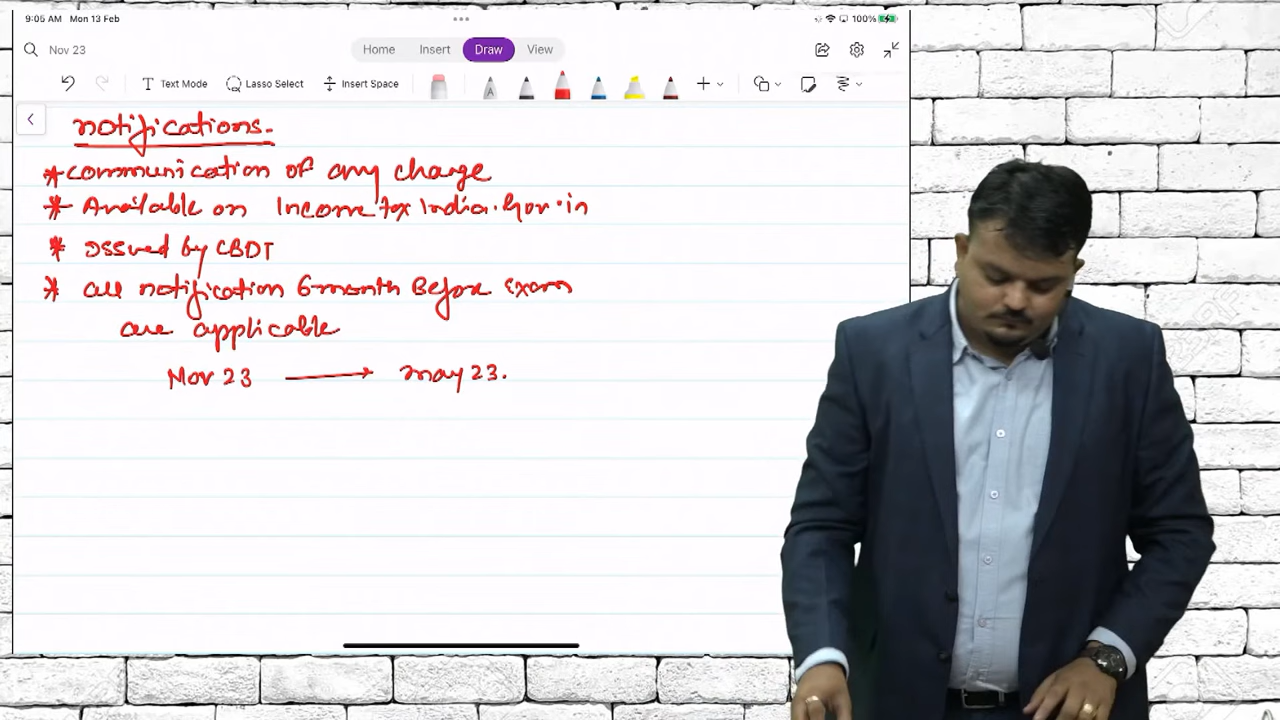 9:05 AM Mon 13 Feb
100%
Nov 23
Home Insert Draw View
Text Mode Lasso Select Insert Space
notifications.
* communication of any change
* Available on Incometax India.Gov.in
* Issued by CBDT
* all notification 6 month Before Exam
are applicable
Nov 23 → may 23.